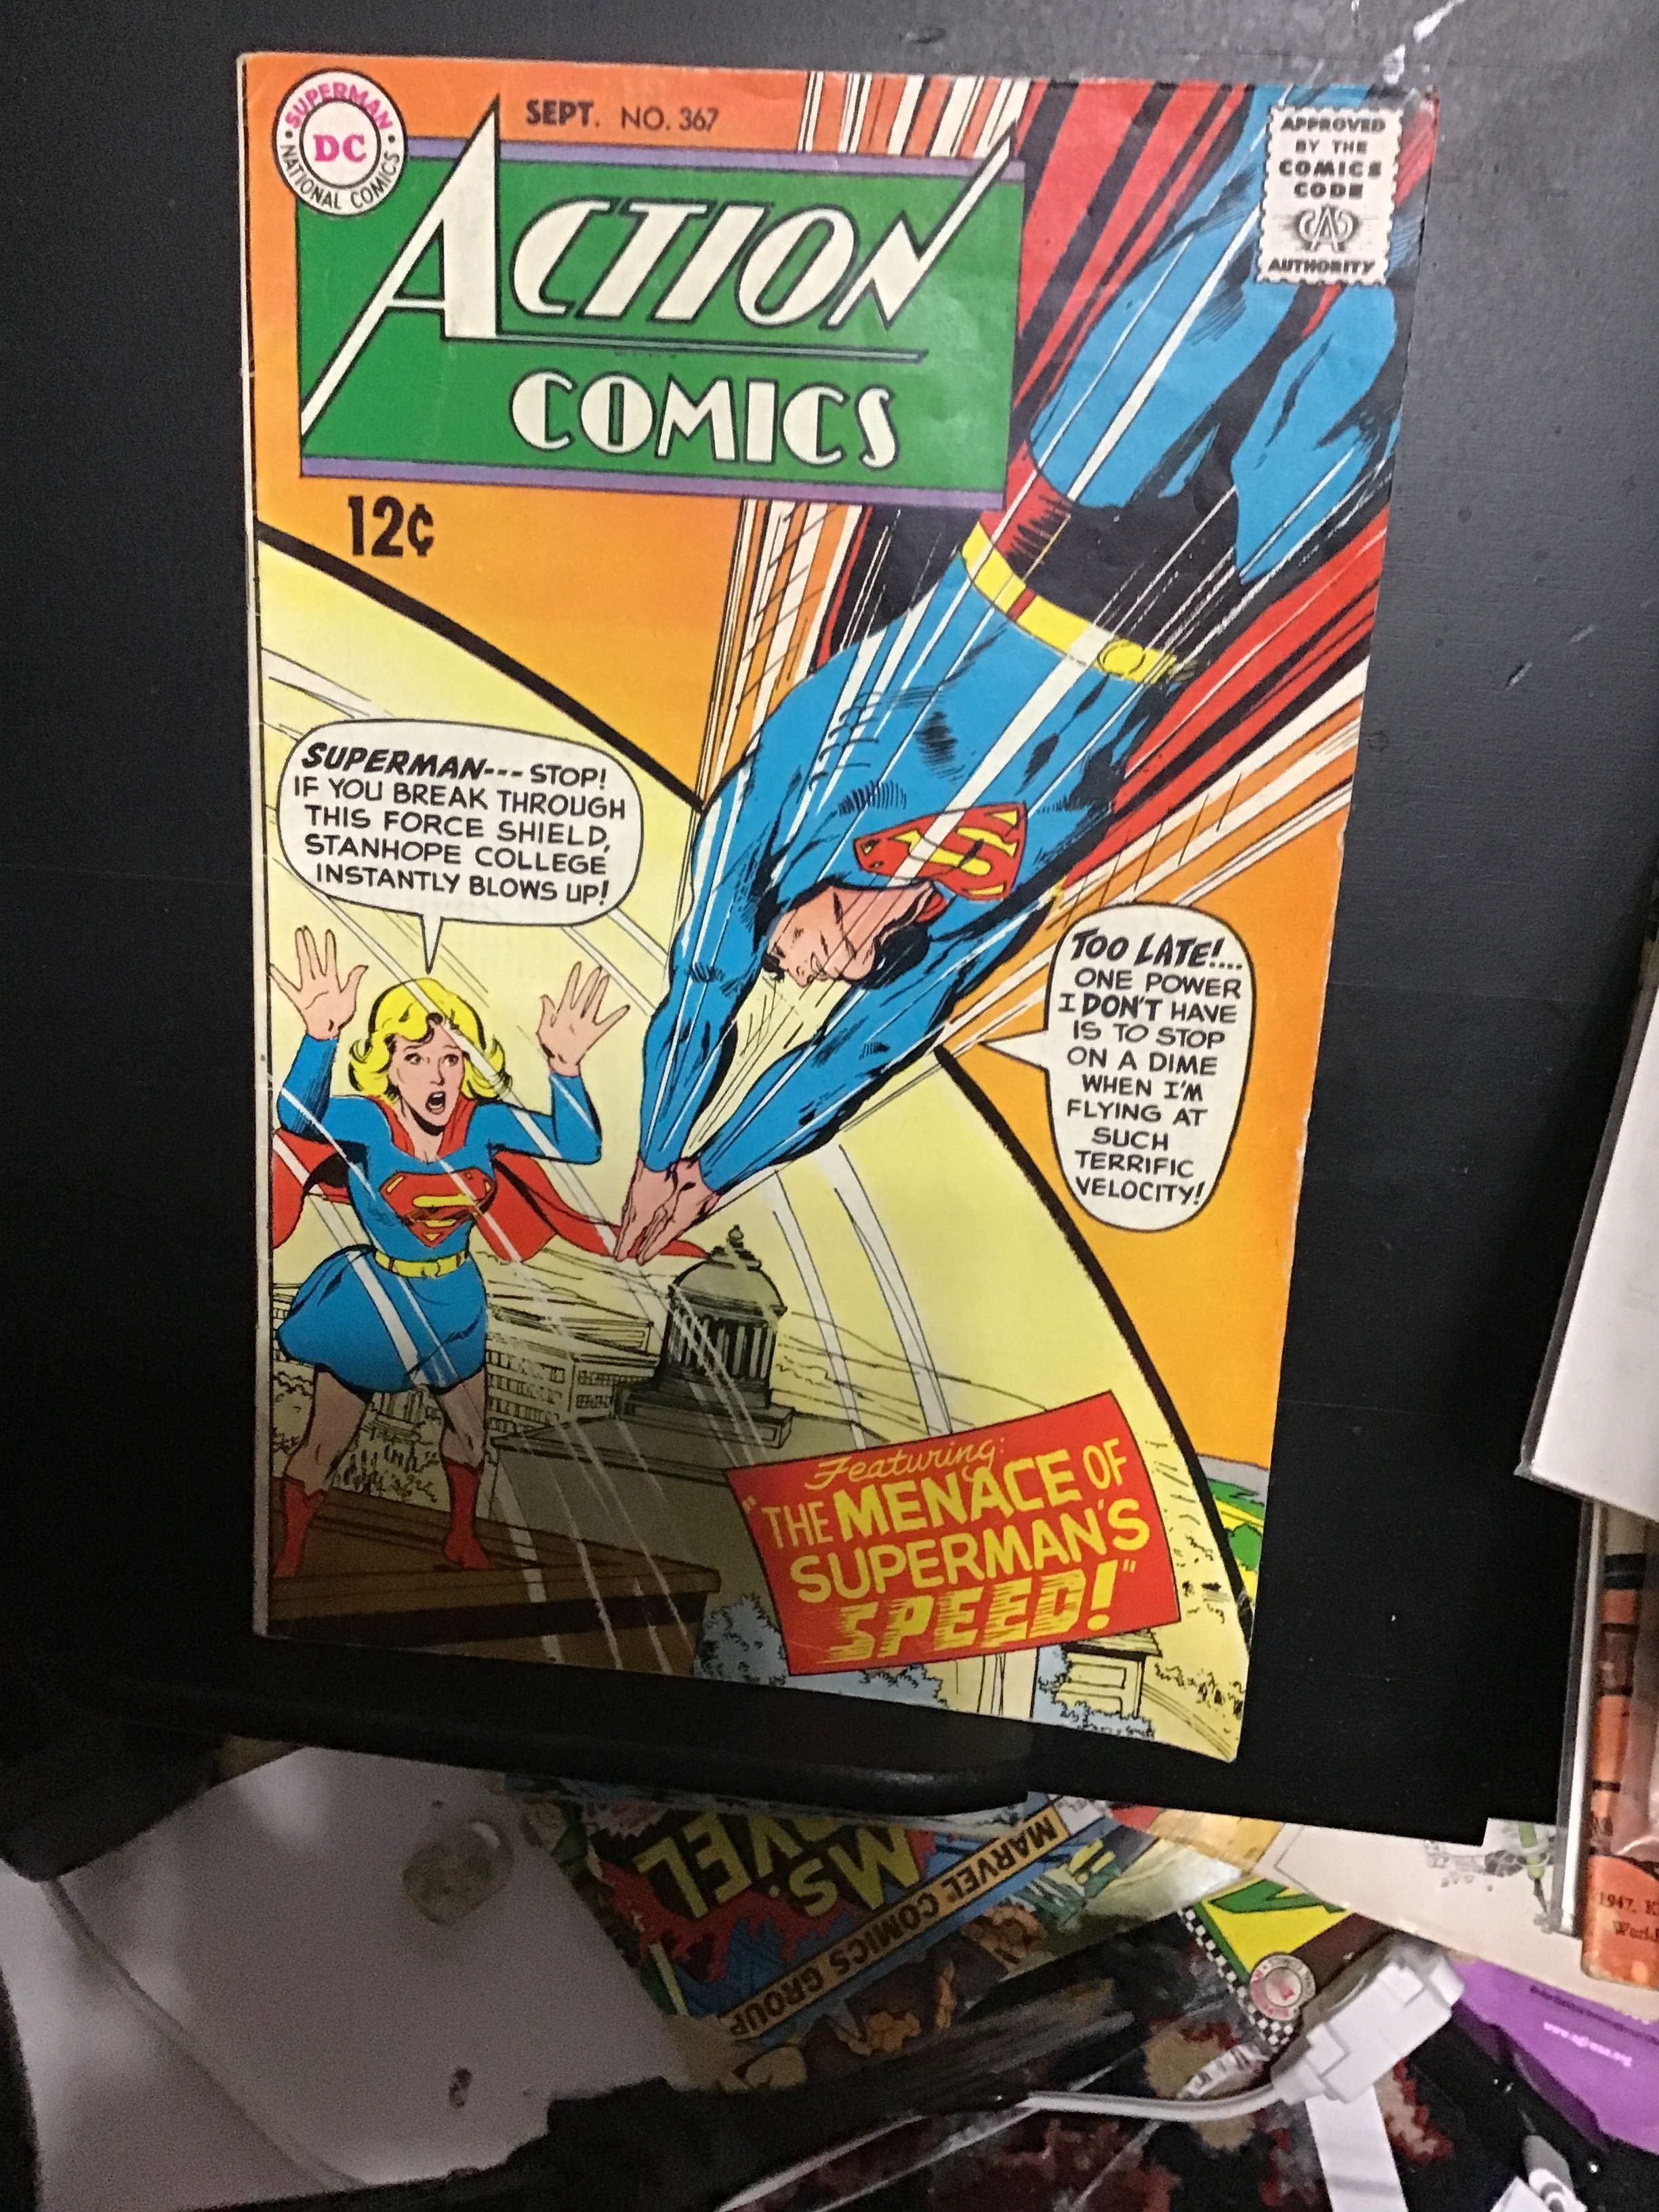 SUPERMAN
DC
NATIONAL COMICS
SEPT. NO. 367
APPROVED
BY THE
COMICS
CODE
AUTHORITY
ACTION
COMICS
12¢
SUPERMAN--- STOP!
IF YOU BREAK THROUGH
THIS FORCE SHIELD,
STANHOPE COLLEGE
INSTANTLY BLOWS UP!
TOO LATE!...
ONE POWER
I DON'T HAVE
IS TO STOP
ON A DIME
WHEN I'M
FLYING AT
SUCH
TERRIFIC
VELOCITY!
Featuring:
"THE MENACE OF
SUPERMAN'S
SPEED!"
MARVEL COMICS GROUP
MS.
1947, K
World